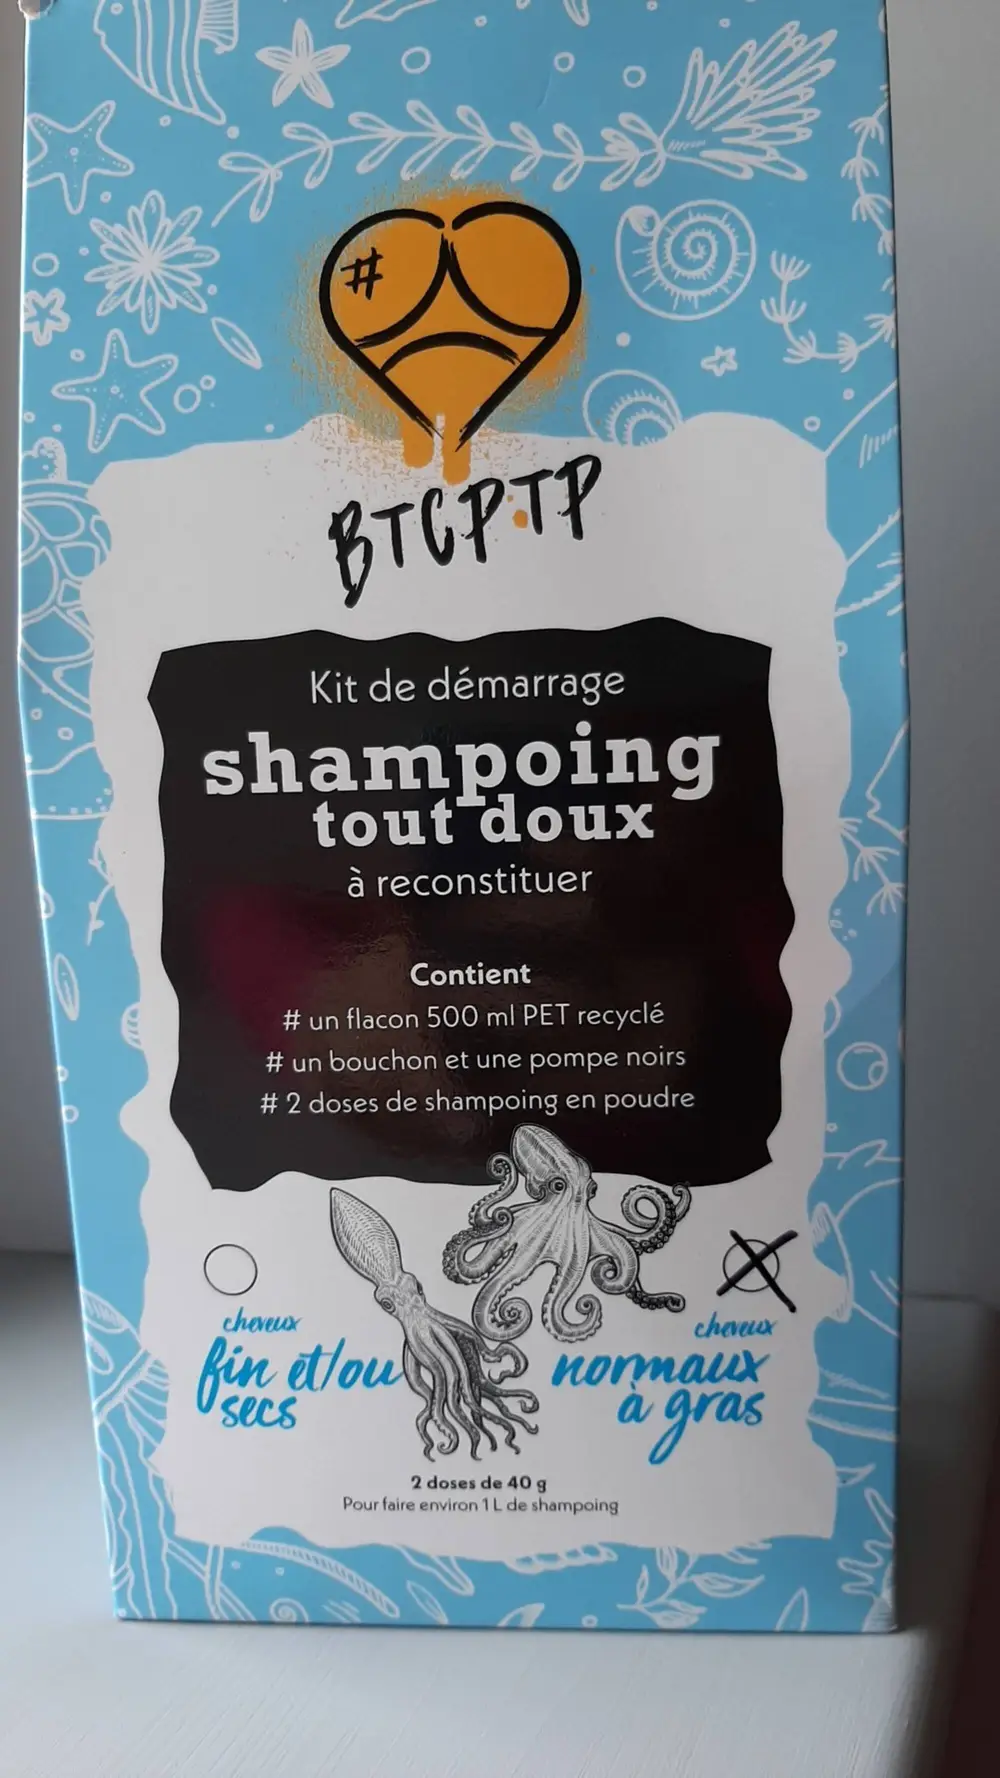 #
BTCPTP
Kit de démarrage
shampoing
tout doux
à reconstituer
Contient
# un flacon 500 ml PET recyclé
# un bouchon et une pompe noirs
# 2 doses de shampoing en poudre
cheveux
fin et/ou
secs
cheveux
normaux
à gras
2 doses de 40 g
Pour faire environ 1 L de shampoing